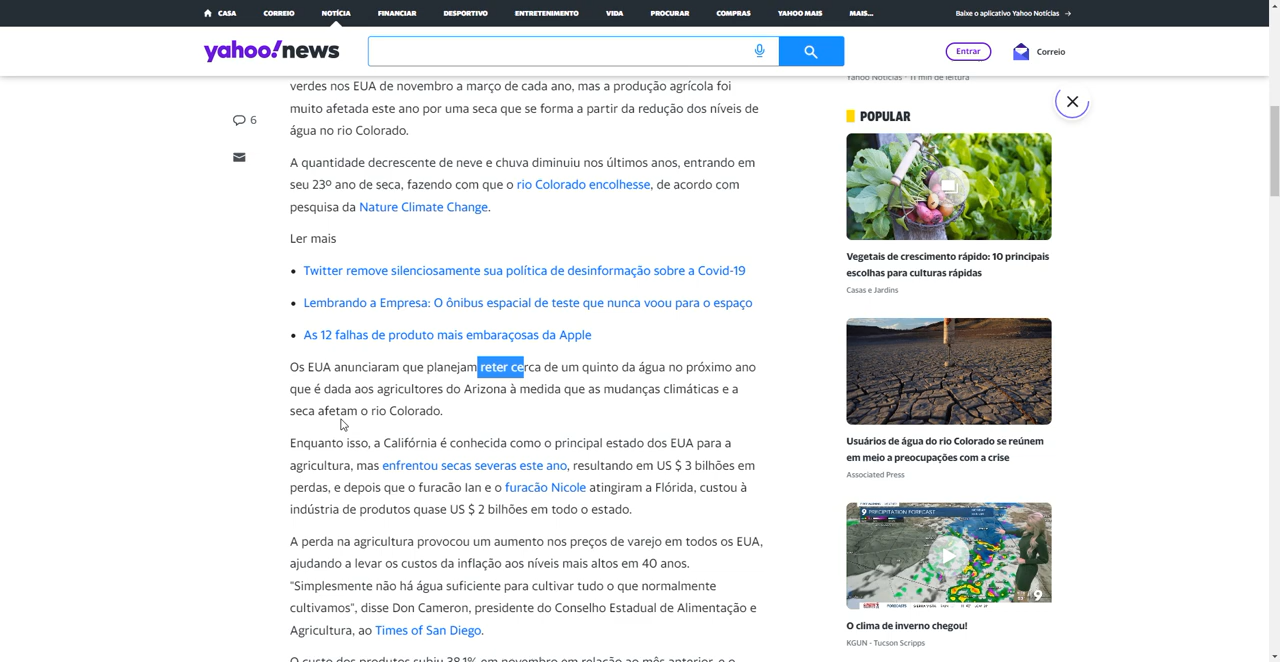 CASA CORREIO NOTÍCIA FINANCIAR DESPORTIVO ENTRETENIMENTO VIDA PROCURAR COMPRAS YAHOO MAIS MAIS... Baixe o aplicativo Yahoo Notícias →
yahoo!news
Entrar
Correio
6
verdes nos EUA de novembro a março de cada ano, mas a produção agrícola foi
muito afetada este ano por uma seca que se forma a partir da redução dos níveis de
água no rio Colorado.
A quantidade decrescente de neve e chuva diminuiu nos últimos anos, entrando em
seu 23º ano de seca, fazendo com que o rio Colorado encolhesse, de acordo com
pesquisa da Nature Climate Change.
Ler mais
• Twitter remove silenciosamente sua política de desinformação sobre a Covid-19
• Lembrando a Empresa: O ônibus espacial de teste que nunca voou para o espaço
• As 12 falhas de produto mais embaraçosas da Apple
Os EUA anunciaram que planejam reter cerca de um quinto da água no próximo ano
que é dada aos agricultores do Arizona à medida que as mudanças climáticas e a
seca afetam o rio Colorado.
Enquanto isso, a Califórnia é conhecida como o principal estado dos EUA para a
agricultura, mas enfrentou secas severas este ano, resultando em US $ 3 bilhões em
perdas, e depois que o furacão Ian e o furacão Nicole atingiram a Flórida, custou à
indústria de produtos quase US $ 2 bilhões em todo o estado.
A perda na agricultura provocou um aumento nos preços de varejo em todos os EUA,
ajudando a levar os custos da inflação aos níveis mais altos em 40 anos.
"Simplesmente não há água suficiente para cultivar tudo o que normalmente
cultivamos", disse Don Cameron, presidente do Conselho Estadual de Alimentação e
Agricultura, ao Times of San Diego.
O custo dos produtos subiu 38,1% em novembro em relação ao mês anterior, e o
Yahoo Notícias · 11 min de leitura
POPULAR
Vegetais de crescimento rápido: 10 principais
escolhas para culturas rápidas
Casas e Jardins
Usuários de água do rio Colorado se reúnem
em meio a preocupações com a crise
Associated Press
9 PRECIPITATION FORECAST
9
O clima de inverno chegou!
KGUN - Tucson Scripps